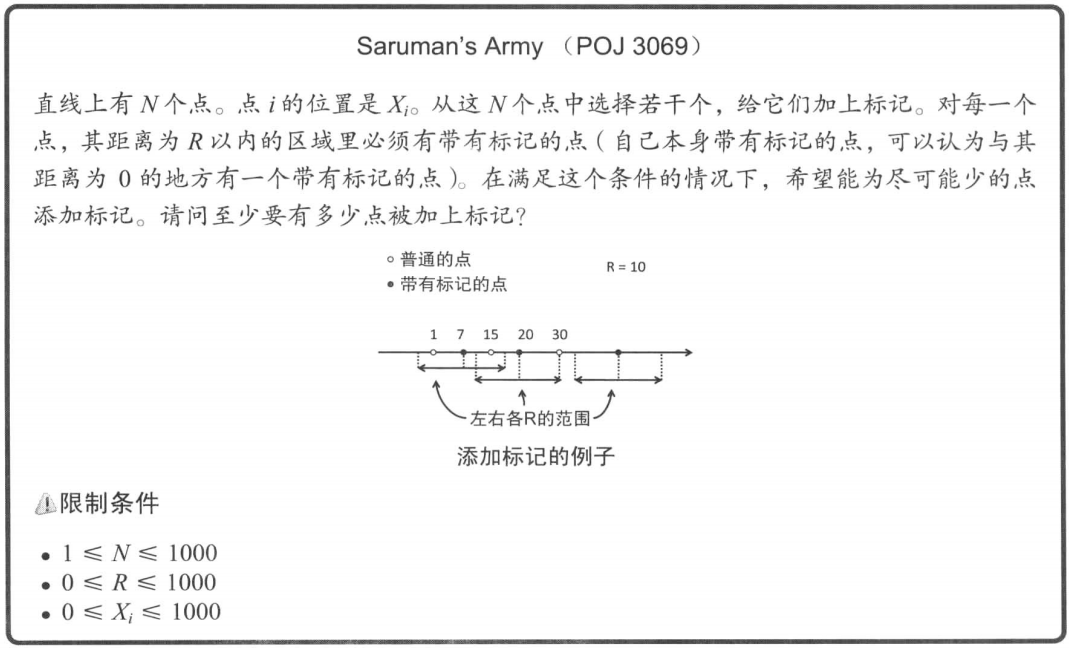 Saruman's Army （POJ 3069）
直线上有 N 个点。点 i 的位置是 Xi。从这 N 个点中选择若干个，给它们加上标记。对每一个
点，其距离为 R 以内的区域里必须有带有标记的点（自己本身带有标记的点，可以认为与其
距离为 0 的地方有一个带有标记的点）。在满足这个条件的情况下，希望能为尽可能少的点
添加标记。请问至少要有多少点被加上标记？
普通的点
R = 10
带有标记的点
1 7 15 20 30
左右各R的范围
添加标记的例子
限制条件
• 1 ≤ N ≤ 1000
• 0 ≤ R ≤ 1000
• 0 ≤ Xi ≤ 1000